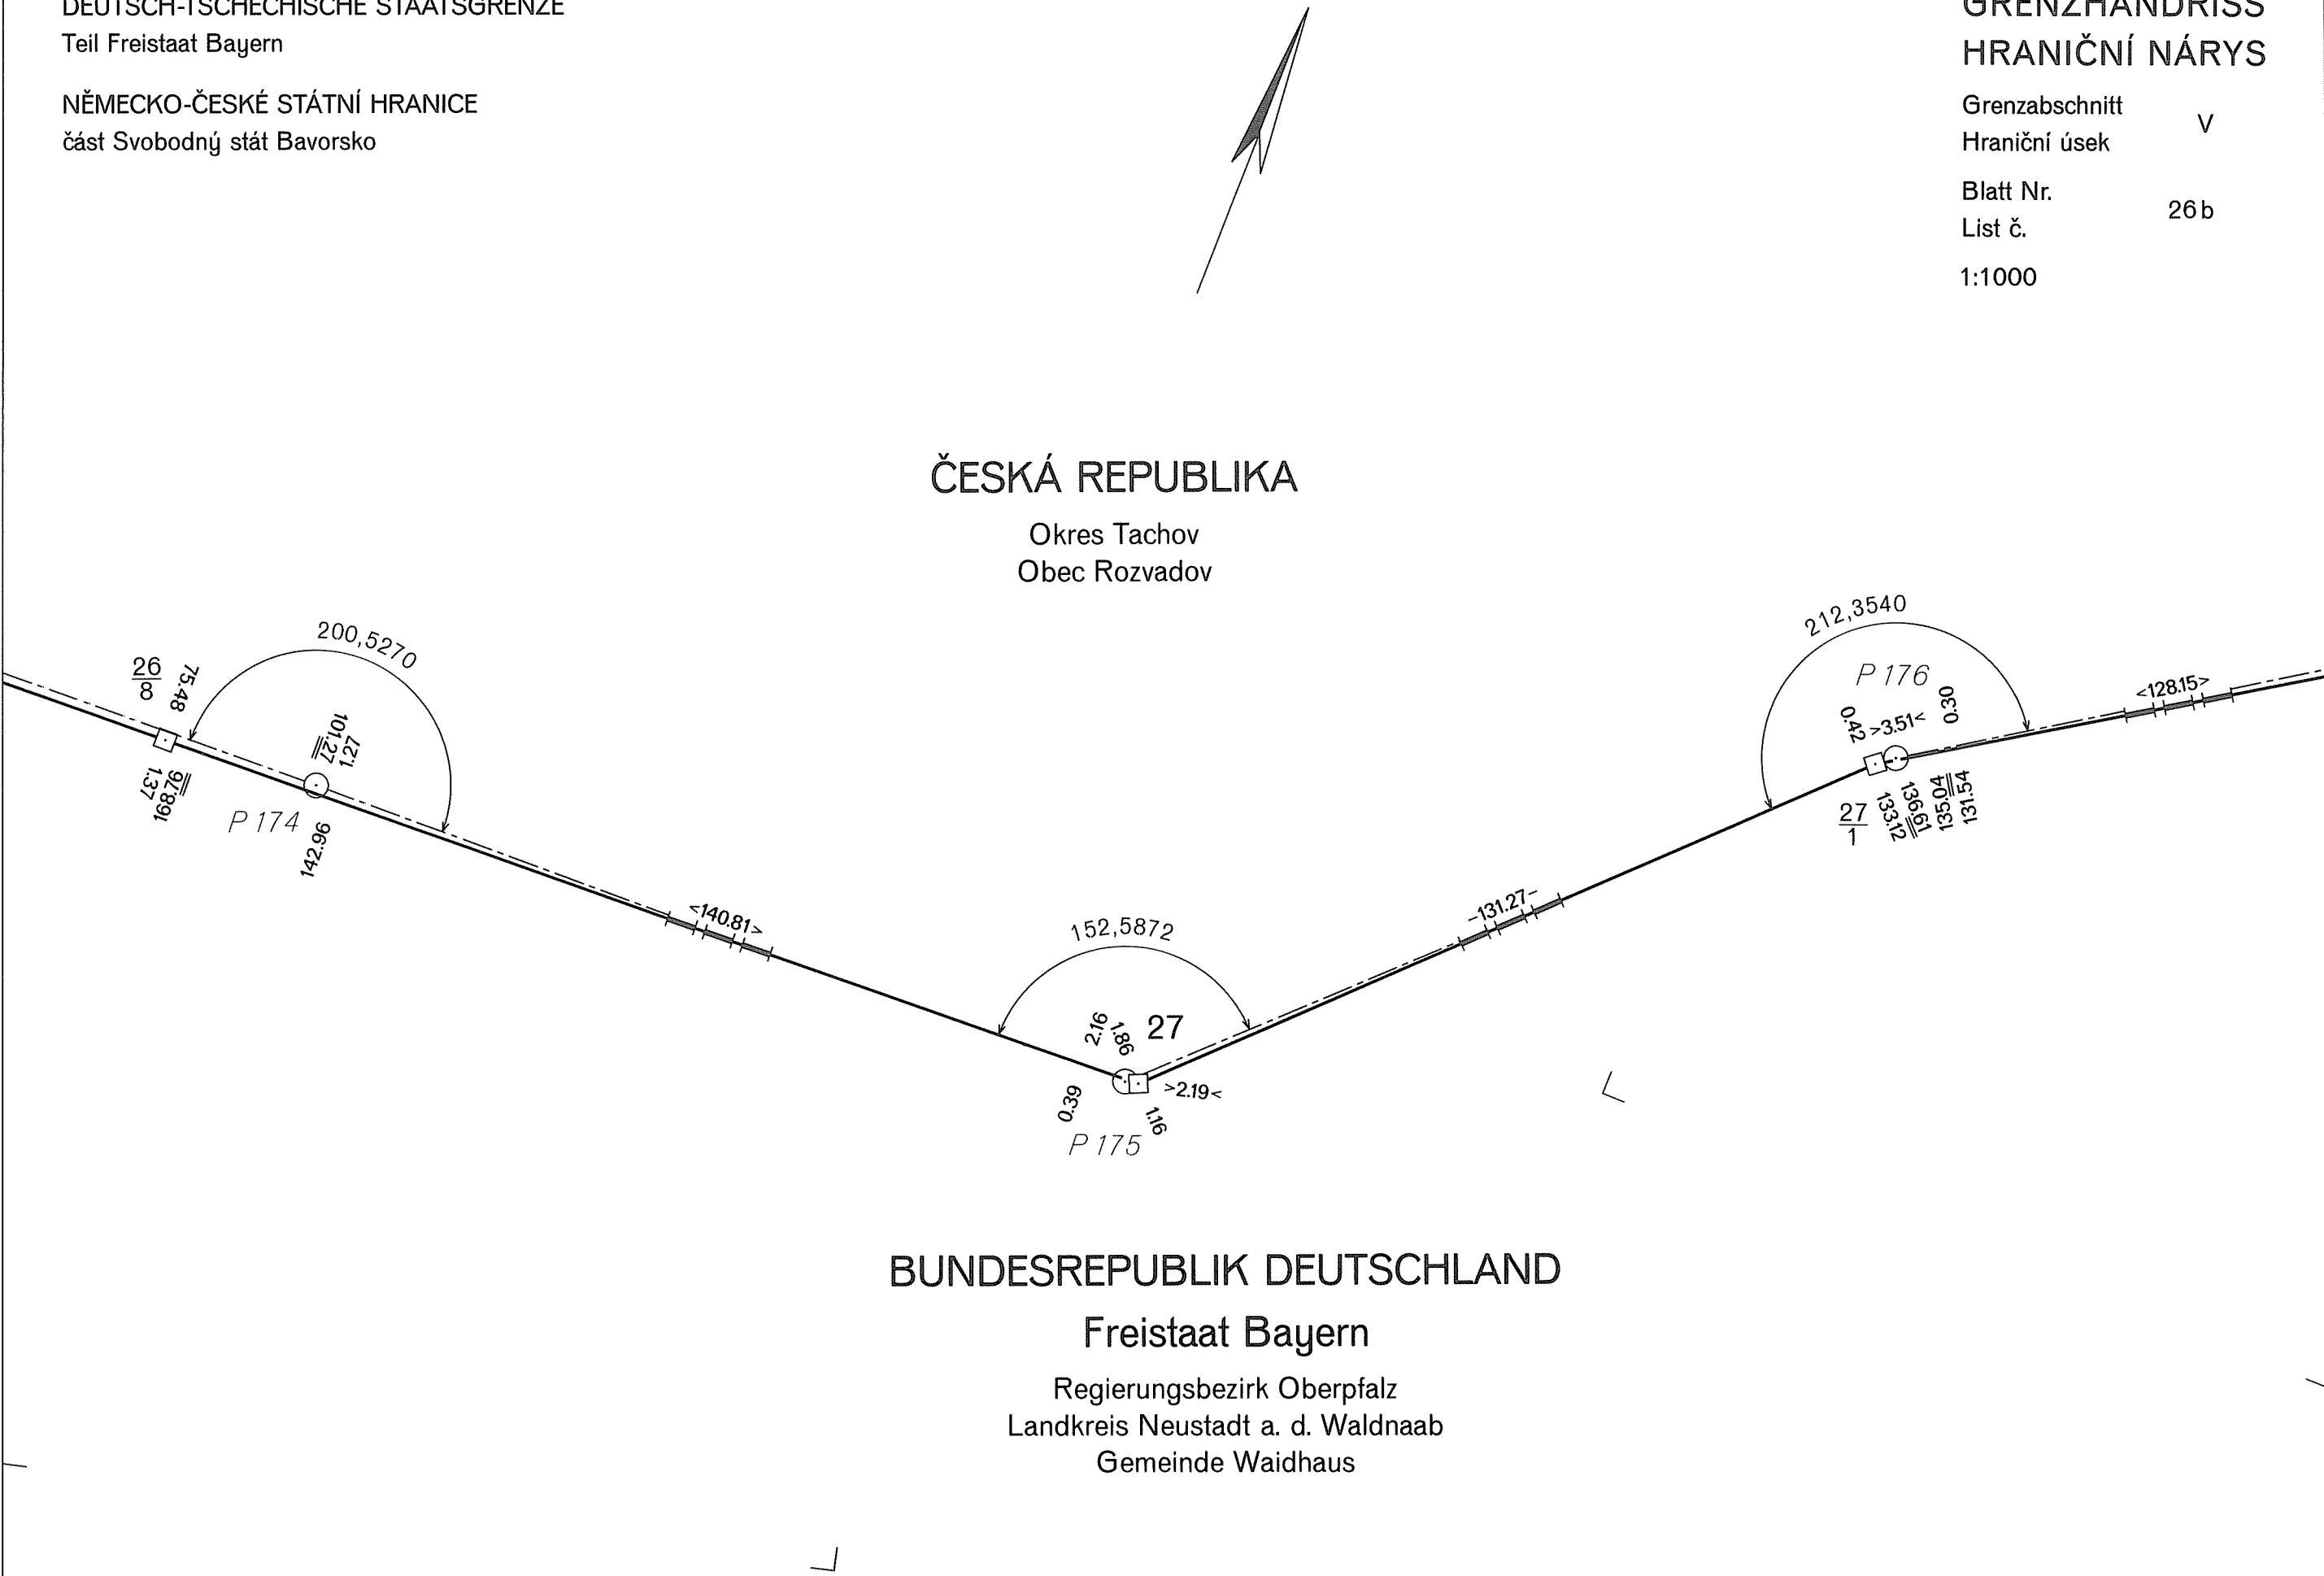 DEUTSCH-TSCHECHISCHE STAATSGRENZE
Teil Freistaat Bayern
NĚMECKO-ČESKÉ STÁTNÍ HRANICE
část Svobodný stát Bavorsko
GRENZHANDRISS
HRANIČNÍ NÁRYS
Grenzabschnitt
Hraniční úsek
V
Blatt Nr.
List č.
26b
1:1000
ČESKÁ REPUBLIKA
Okres Tachov
Obec Rozvadov
200,5270
26
8
75.48
101.27
1.27
168.76
1.37
P 174
142.96
<140.81>
152,5872
2.16
1.86
27
0.39
>2.19<
1.16
P 175
-131.27-
212,3540
P 176
0.42
>3.51<
0.30
27
1
133.12
136.61
135.04
131.54
<128.15>
BUNDESREPUBLIK DEUTSCHLAND
Freistaat Bayern
Regierungsbezirk Oberpfalz
Landkreis Neustadt a. d. Waldnaab
Gemeinde Waidhaus